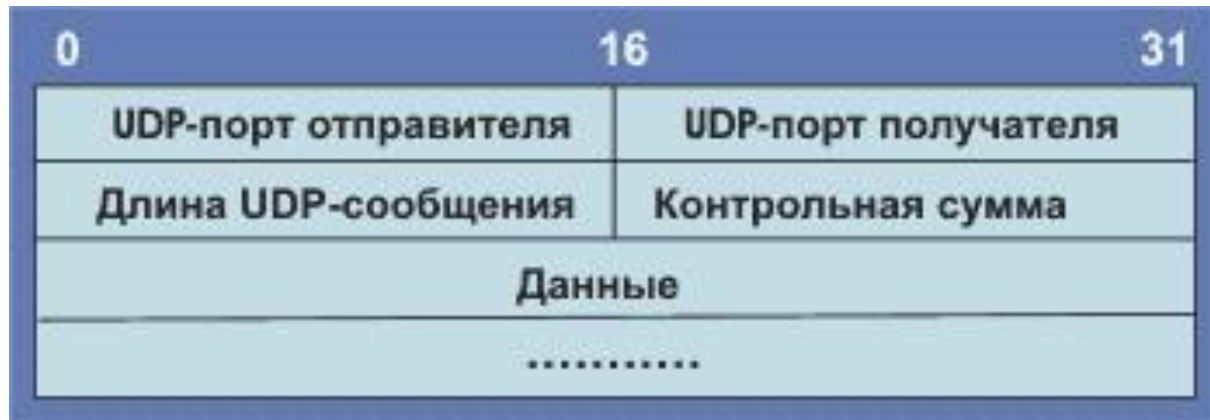 0 16 31
UDP-порт отправителя UDP-порт получателя
Длина UDP-сообщения Контрольная сумма
Данные
...........